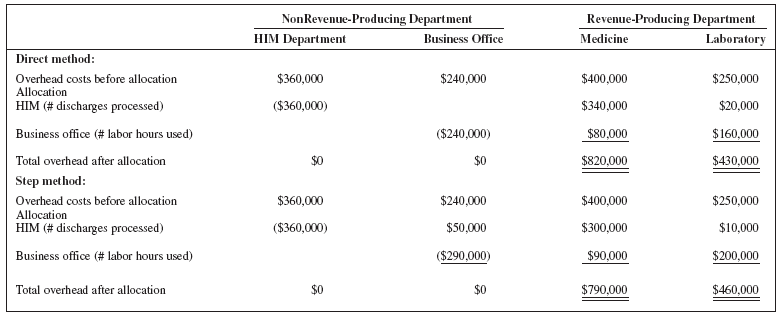 NonRevenue-Producing Department Revenue-Producing Department
HIM Department Business Office Medicine Laboratory
Direct method:
Overhead costs before allocation $360,000 $240,000 $400,000 $250,000
Allocation
HIM (# discharges processed) ($360,000) $340,000 $20,000
Business office (# labor hours used) ($240,000) $80,000 $160,000
Total overhead after allocation $0 $0 $820,000 $430,000
Step method:
Overhead costs before allocation $360,000 $240,000 $400,000 $250,000
Allocation
HIM (# discharges processed) ($360,000) $50,000 $300,000 $10,000
Business office (# labor hours used) ($290,000) $90,000 $200,000
Total overhead after allocation $0 $0 $790,000 $460,000